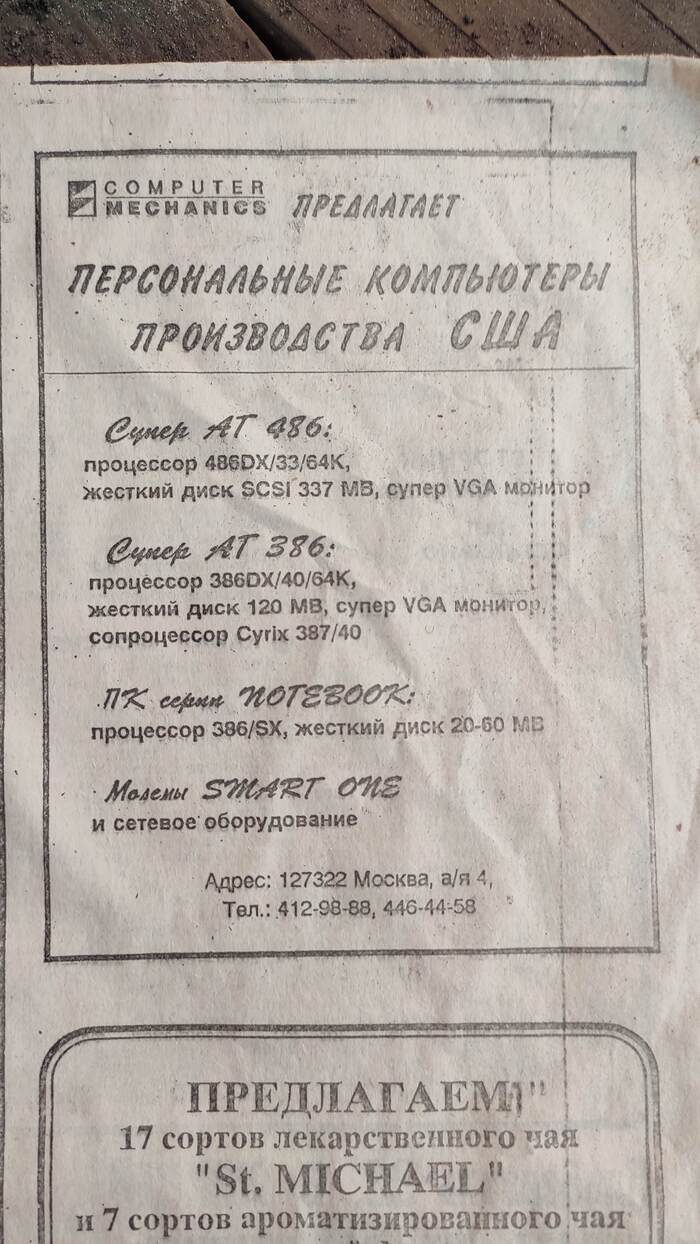 COMPUTER
MECHANICS ПРЕДЛАГАЕТ
ПЕРСОНАЛЬНЫЕ КОМПЬЮТЕРЫ
ПРОИЗВОДСТВА США
Супер АТ 486:
процессор 486DX/33/64K,
жесткий диск SCSI 337 MB, супер VGA монитор
Супер АТ 386:
процессор 386DX/40/64K,
жесткий диск 120 MB, супер VGA монитор,
сопроцессор Cyrix 387/40
ПК серии NOTEBOOK:
процессор 386/SX, жесткий диск 20-60 MB
Модемы SMART ONE
и сетевое оборудование
Адрес: 127322 Москва, а/я 4,
Тел.: 412-98-88, 446-44-58
ПРЕДЛАГАЕМ
17 сортов лекарственного чая
"St. MICHAEL"
и 7 сортов ароматизированного чая